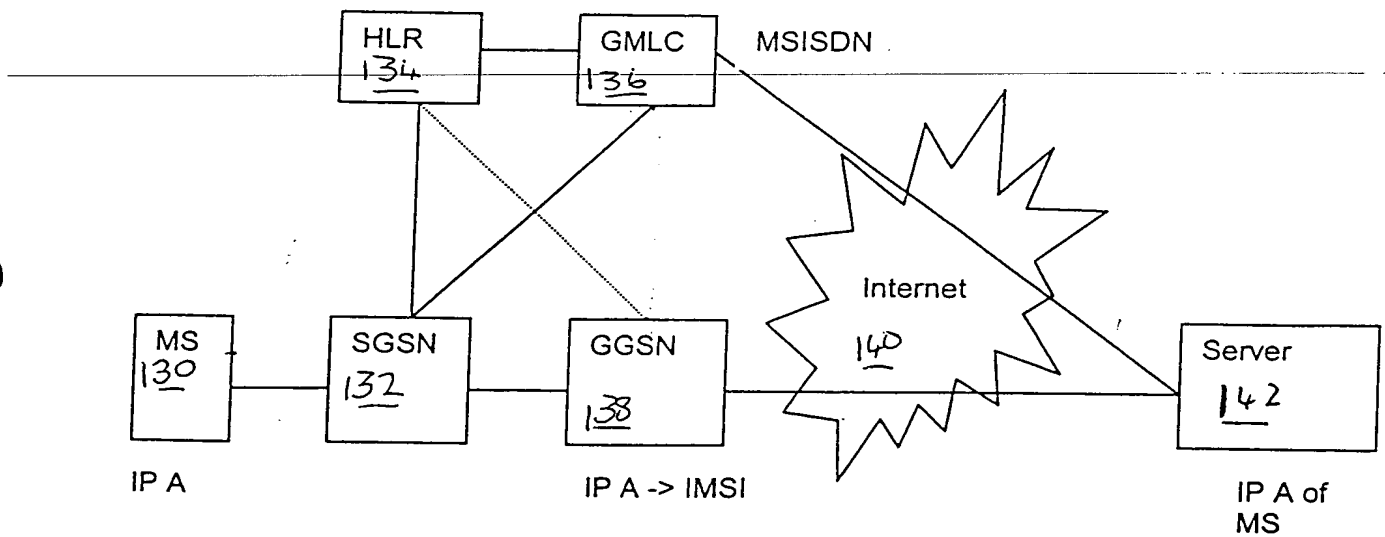 HLR
134
GMLC
136
MSISDN
Internet
140
MS
130
SGSN
132
GGSN
138
Server
142
IP A
IP A -> IMSI
IP A of
MS